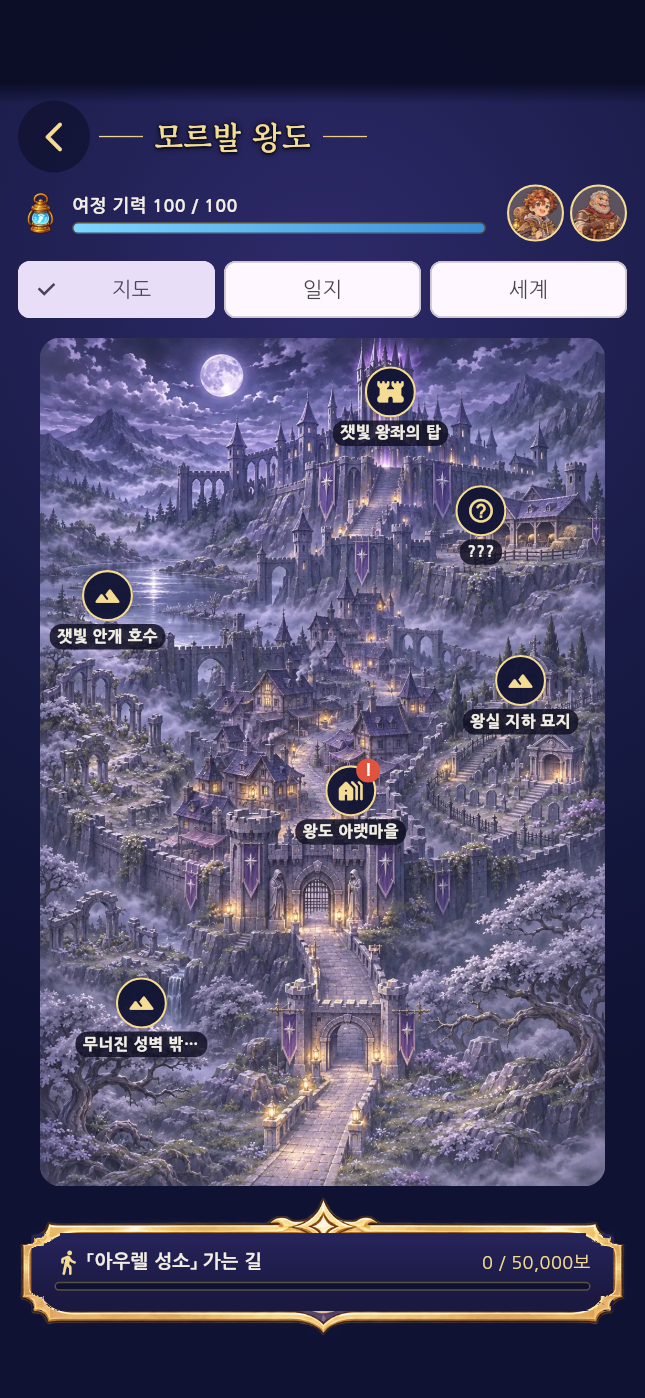 모르발 왕도
여정 기력 100 / 100
지도
일지
세계
잿빛 왕좌의 탑
???
잿빛 안개 호수
왕실 지하 묘지
!
왕도 아랫마을
무너진 성벽 밖…
「아우렐 성소」 가는 길
0 / 50,000보